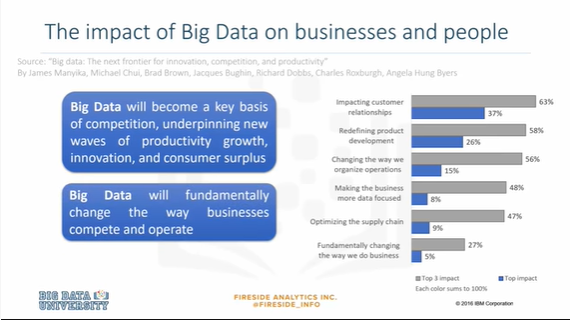 The impact of Big Data on businesses and people
Source: "Big data: The next frontier for innovation, competition, and productivity"
By James Manyika, Michael Chui, Brad Brown, Jacques Bughin, Richard Dobbs, Charles Roxburgh, Angela Hung Byers
Big Data will become a key basis
of competition, underpinning new
waves of productivity growth,
innovation, and consumer surplus
Big Data will fundamentally
change the way businesses
compete and operate
Impacting customer
relationships
63%
37%
Redefining product
development
58%
26%
Changing the way we
organize operations
56%
15%
Making the business
more data focused
48%
8%
Optimizing the supply chain
47%
9%
Fundamentally changing
the way we do business
27%
5%
Top 3 impact
Top impact
Each color sums to 100%
BIG DATA
UNIVERSITY
FIRESIDE ANALYTICS INC.
@FIRESIDE_INFO
© 2016 IBM Corporation